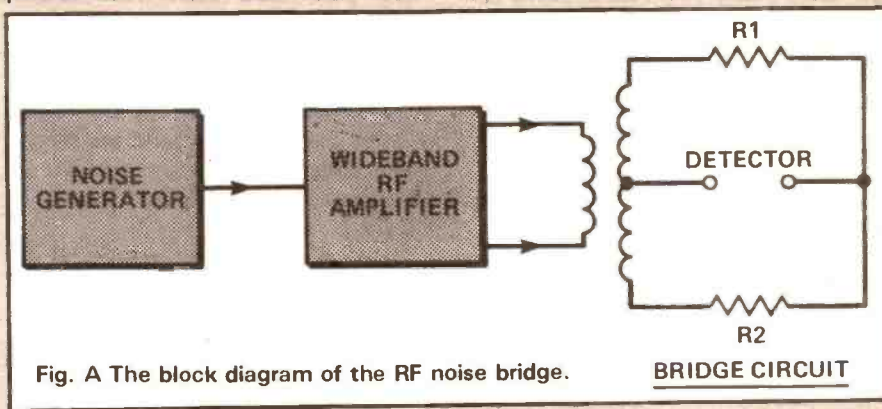 NOISE
GENERATOR
WIDEBAND
RF
AMPLIFIER
R1
DETECTOR
R2
Fig. A The block diagram of the RF noise bridge.
BRIDGE CIRCUIT